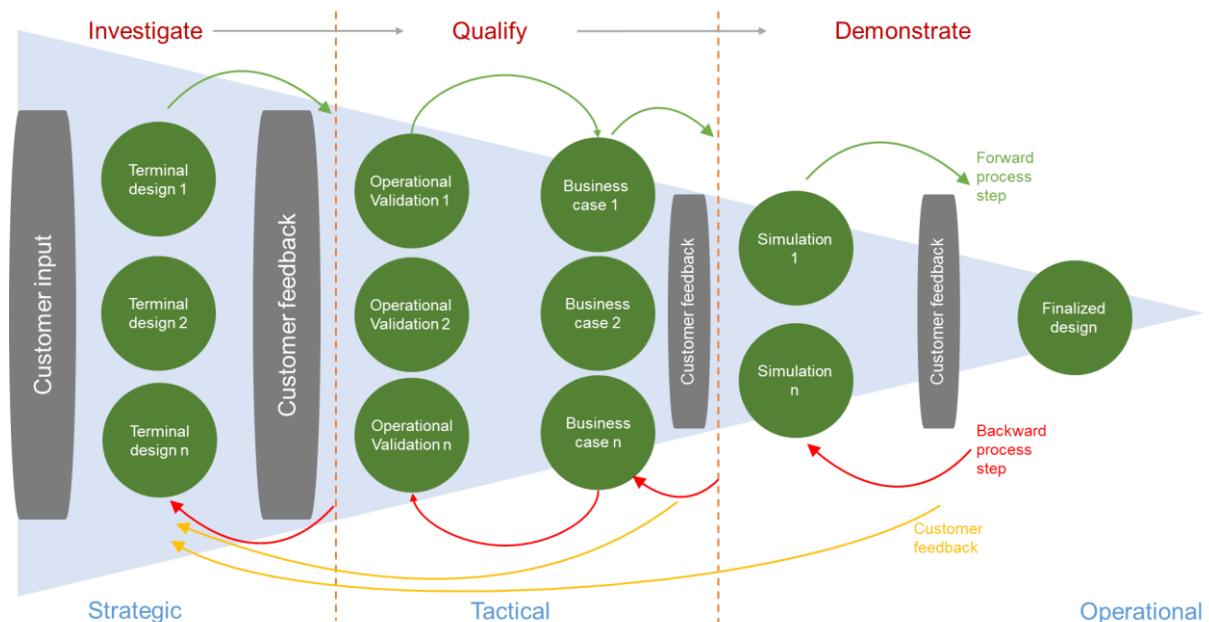 Investigate
Qualify
Demonstrate
Customer input
Terminal
design 1
Terminal
design 2
Terminal
design n
Customer feedback
Operational
Validation 1
Operational
Validation 2
Operational
Validation n
Business
case 1
Business
case 2
Business
case n
Customer feedback
Simulation
1
Simulation
n
Customer feedback
Forward
process
step
Finalized
design
Backward
process
step
Customer
feedback
Strategic
Tactical
Operational